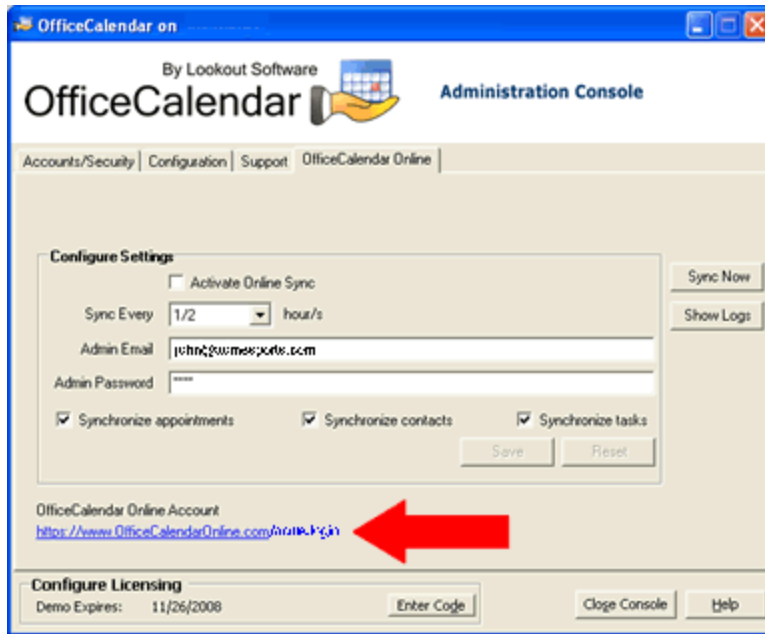 OfficeCalendar on
By Lookout Software
OfficeCalendar
Administration Console
Accounts/Security Configuration Support OfficeCalendar Online
Configure Settings
Activate Online Sync
Sync Now
Sync Every 1/2 hour/s
Show Logs
Admin Email
Admin Password ****
Synchronize appointments Synchronize contacts Synchronize tasks
Save Reset
OfficeCalendar Online Account
https://www.OfficeCalendarOnline.com/
Configure Licensing
Demo Expires: 11/26/2008 Enter Code Close Console Help